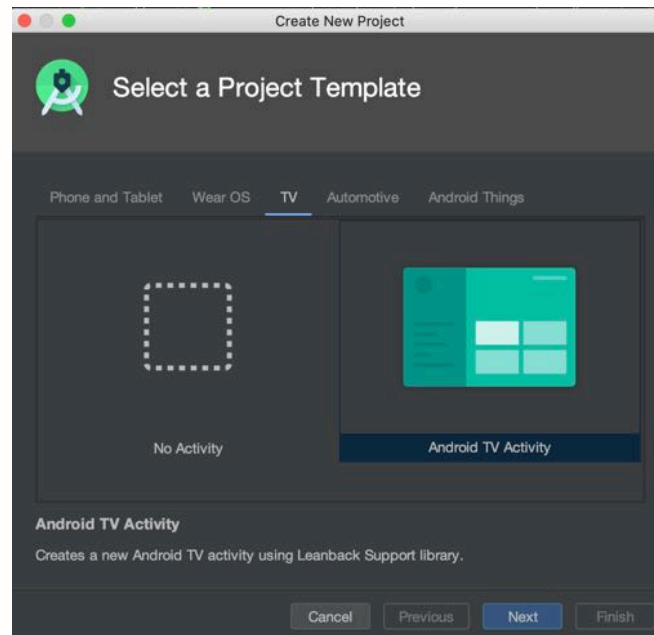 Create New Project
Select a Project Template
Phone and Tablet Wear OS TV Automotive Android Things
No Activity Android TV Activity
Android TV Activity
Creates a new Android TV activity using Leanback Support library.
Cancel Previous Next Finish